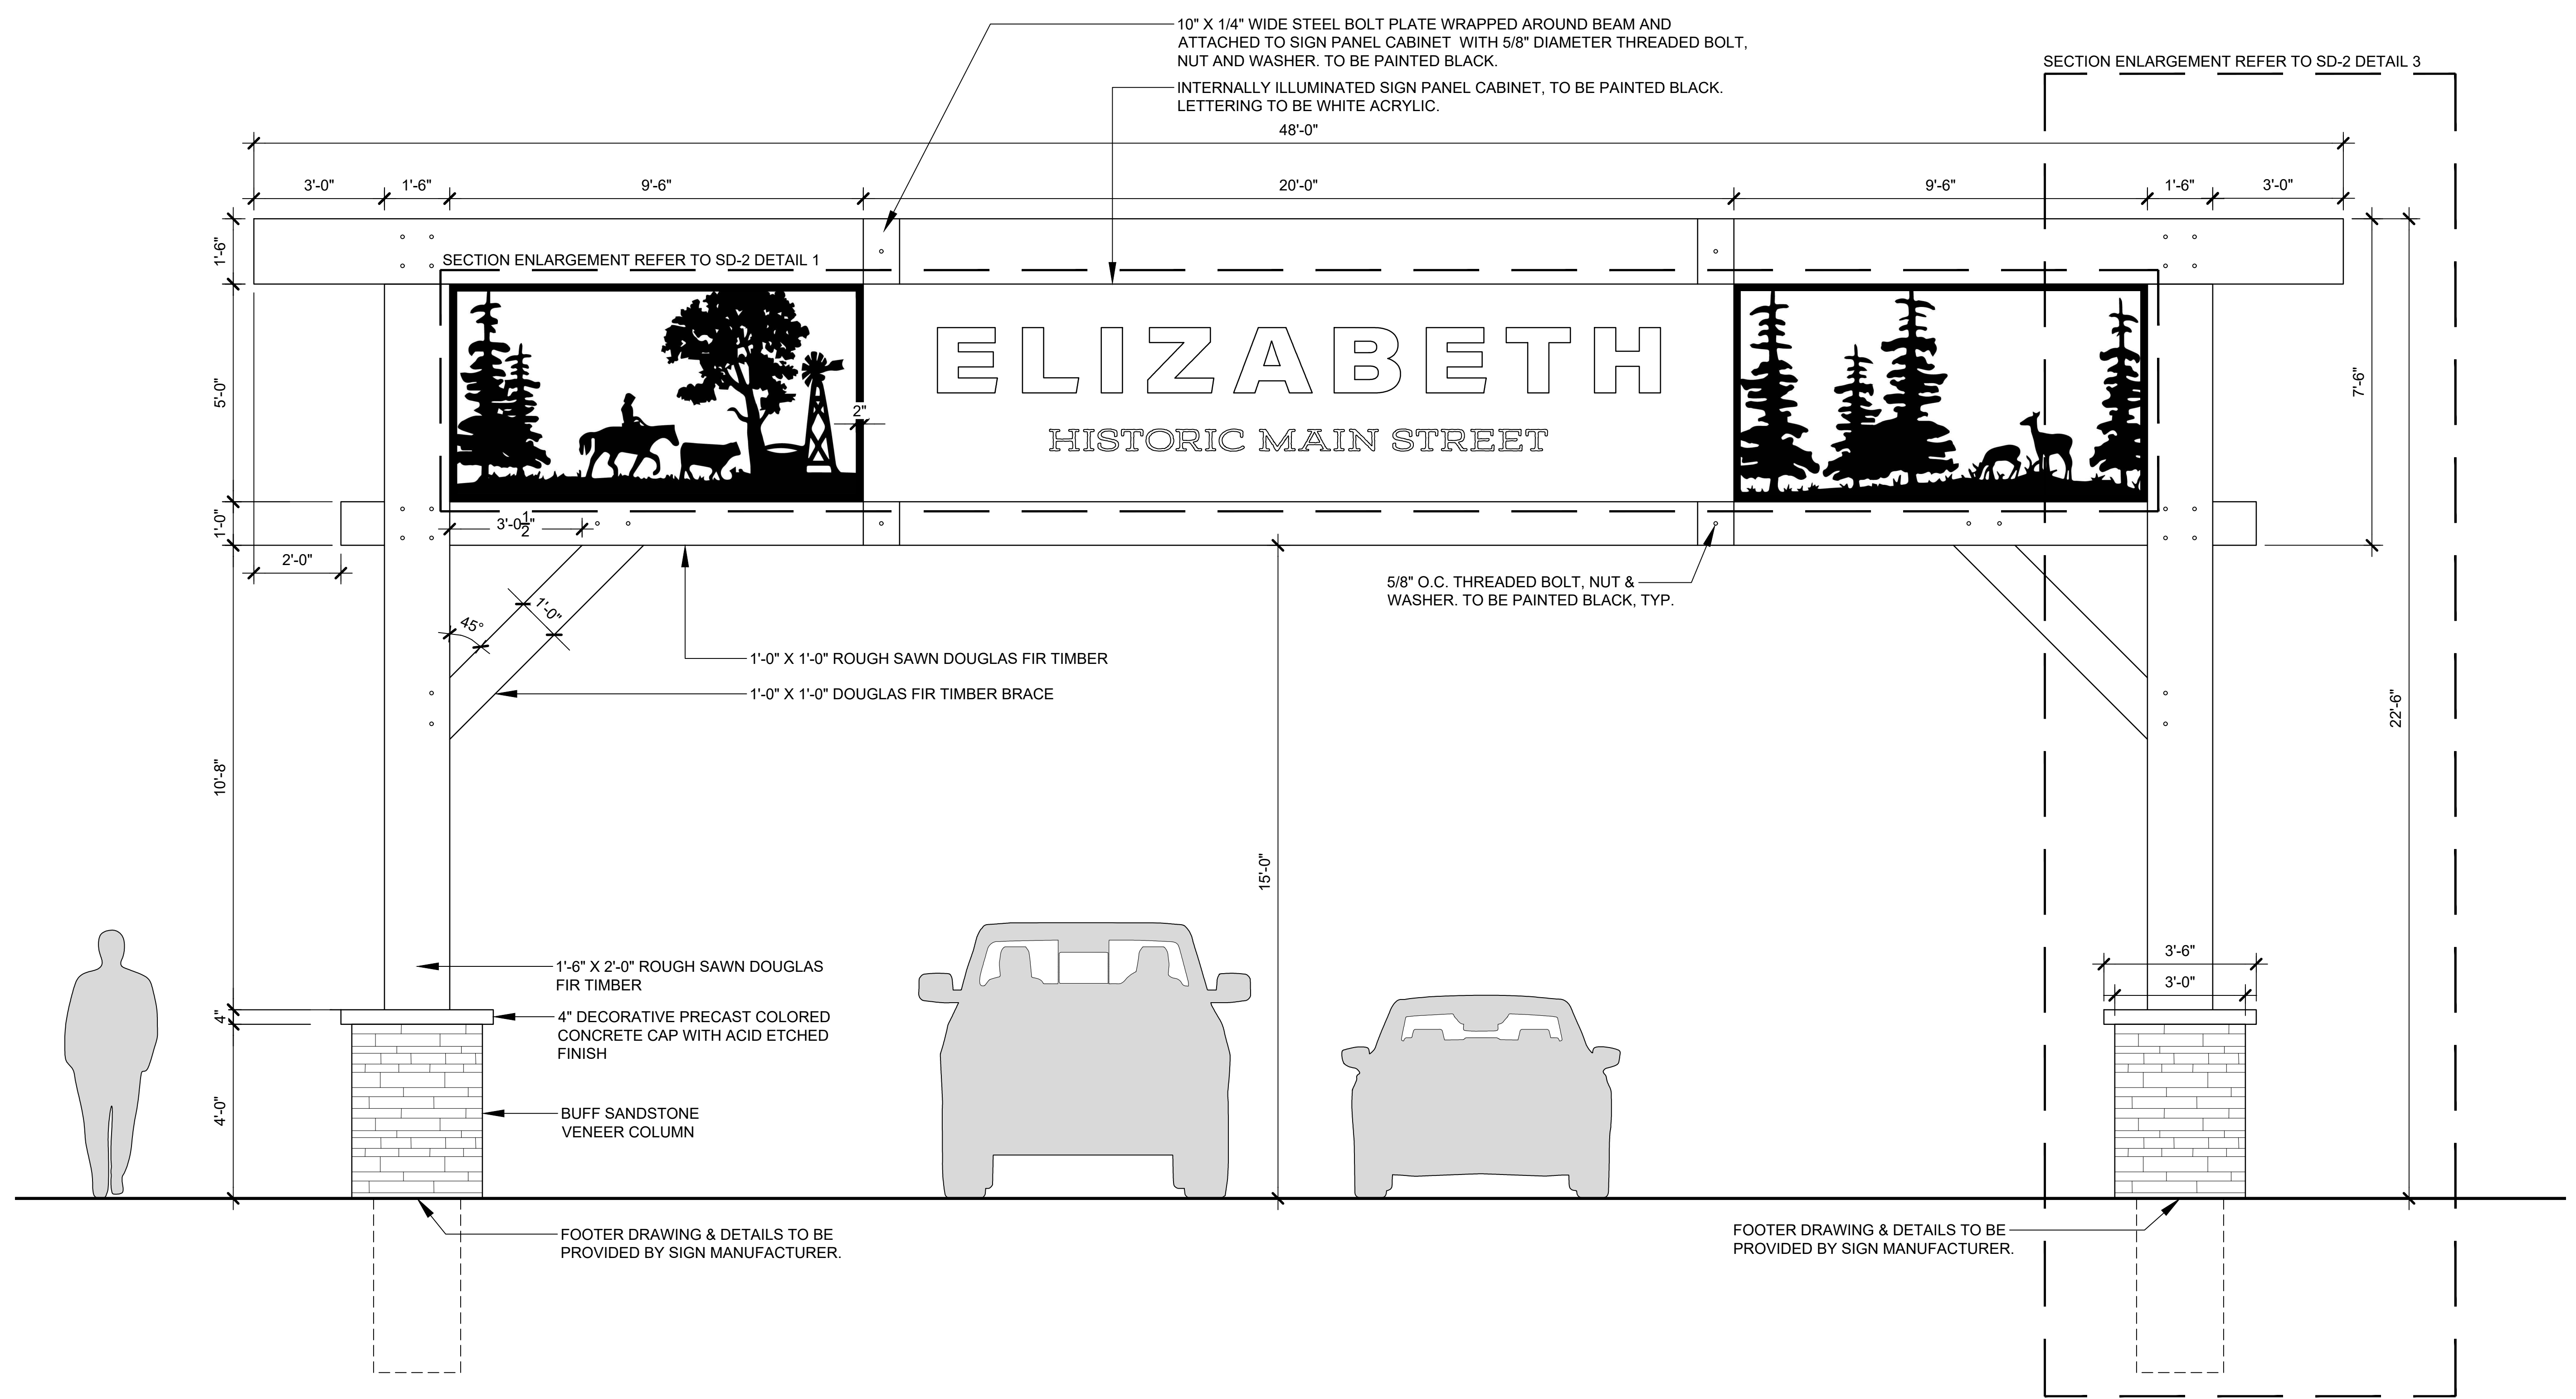 10" X 1/4" WIDE STEEL BOLT PLATE WRAPPED AROUND BEAM AND
ATTACHED TO SIGN PANEL CABINET WITH 5/8" DIAMETER THREADED BOLT,
NUT AND WASHER. TO BE PAINTED BLACK.
SECTION ENLARGEMENT REFER TO SD-2 DETAIL 3
INTERNALLY ILLUMINATED SIGN PANEL CABINET, TO BE PAINTED BLACK.
LETTERING TO BE WHITE ACRYLIC.
48'-0"
3'-0"
1'-6"
9'-6"
20'-0"
9'-6"
1'-6"
3'-0"
1'-6"
SECTION ENLARGEMENT REFER TO SD-2 DETAIL 1
ELIZABETH
HISTORIC MAIN STREET
5'-0"
2"
7'-6"
1'-0"
3'-0 1/2"
2'-0"
5/8" O.C. THREADED BOLT, NUT &
WASHER. TO BE PAINTED BLACK, TYP.
45°
1'-0"
1'-0" X 1'-0" ROUGH SAWN DOUGLAS FIR TIMBER
1'-0" X 1'-0" DOUGLAS FIR TIMBER BRACE
22'-6"
10'-8"
15'-0"
1'-6" X 2'-0" ROUGH SAWN DOUGLAS
FIR TIMBER
3'-6"
3'-0"
4"
4" DECORATIVE PRECAST COLORED
CONCRETE CAP WITH ACID ETCHED
FINISH
4'-0"
BUFF SANDSTONE
VENEER COLUMN
FOOTER DRAWING & DETAILS TO BE
PROVIDED BY SIGN MANUFACTURER.
FOOTER DRAWING & DETAILS TO BE
PROVIDED BY SIGN MANUFACTURER.